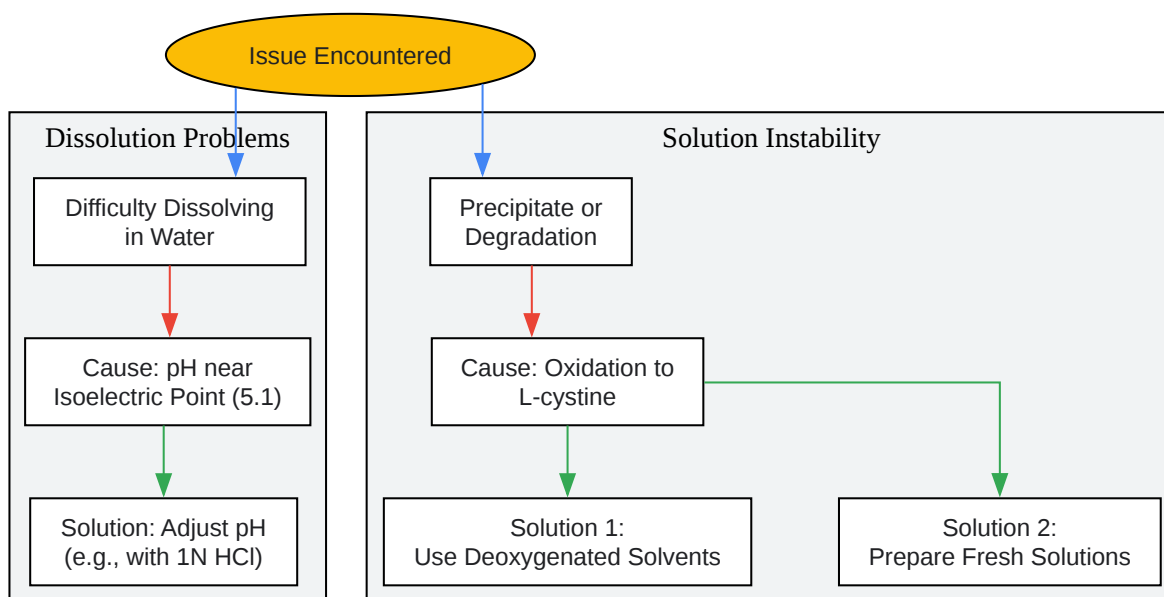 Issue Encountered
Dissolution Problems
Difficulty Dissolving
in Water
Cause: pH near
Isoelectric Point (5.1)
Solution: Adjust pH
(e.g., with 1N HCl)
Solution Instability
Precipitate or
Degradation
Cause: Oxidation to
L-cystine
Solution 1:
Use Deoxygenated Solvents
Solution 2:
Prepare Fresh Solutions